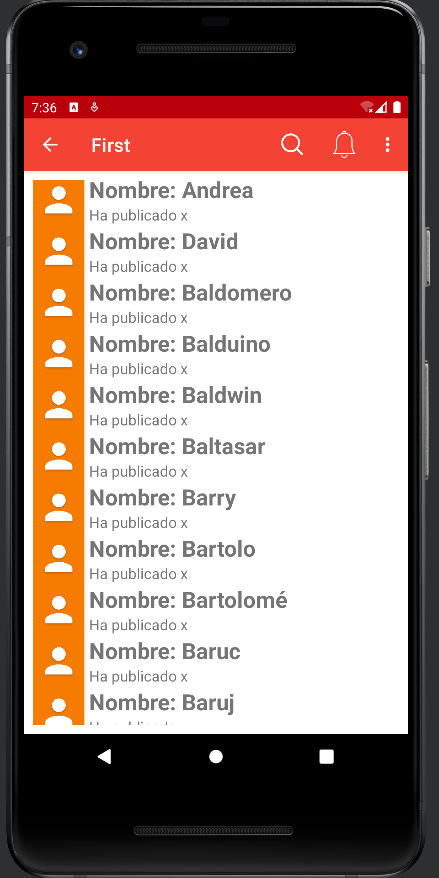 7:36
First
Nombre: Andrea
Ha publicado x
Nombre: David
Ha publicado x
Nombre: Baldomero
Ha publicado x
Nombre: Balduino
Ha publicado x
Nombre: Baldwin
Ha publicado x
Nombre: Baltasar
Ha publicado x
Nombre: Barry
Ha publicado x
Nombre: Bartolo
Ha publicado x
Nombre: Bartolomé
Ha publicado x
Nombre: Baruc
Ha publicado x
Nombre: Baruj